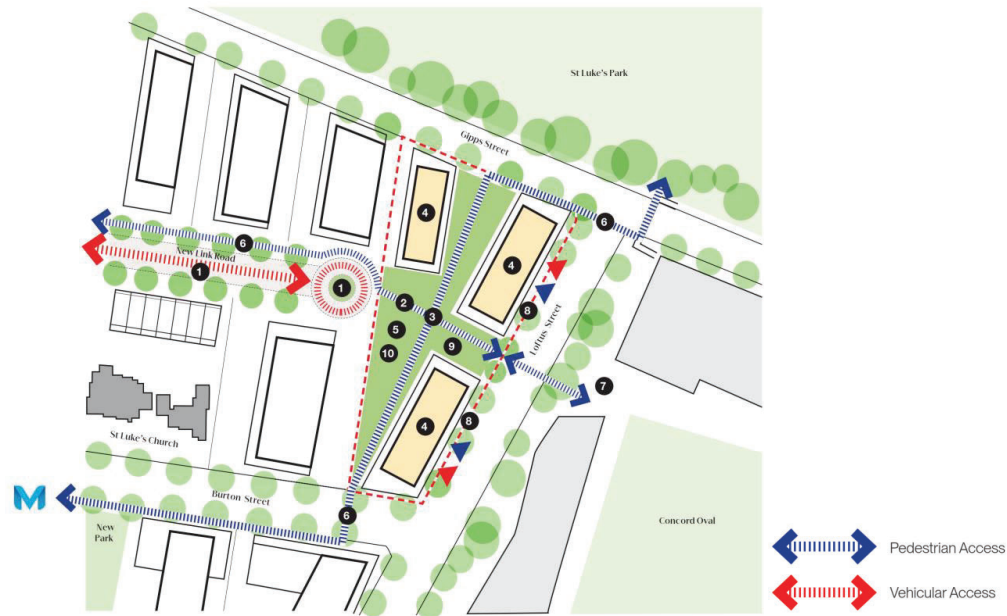 St Luke's Park
Gipps Street
4
6
6
4
New Link Road
1
1
2
3
8
Loftus Street
5
9
10
7
4
8
St Luke's Church
Burton Street
M
6
New
Park
Concord Oval
Pedestrian Access
Vehicular Access